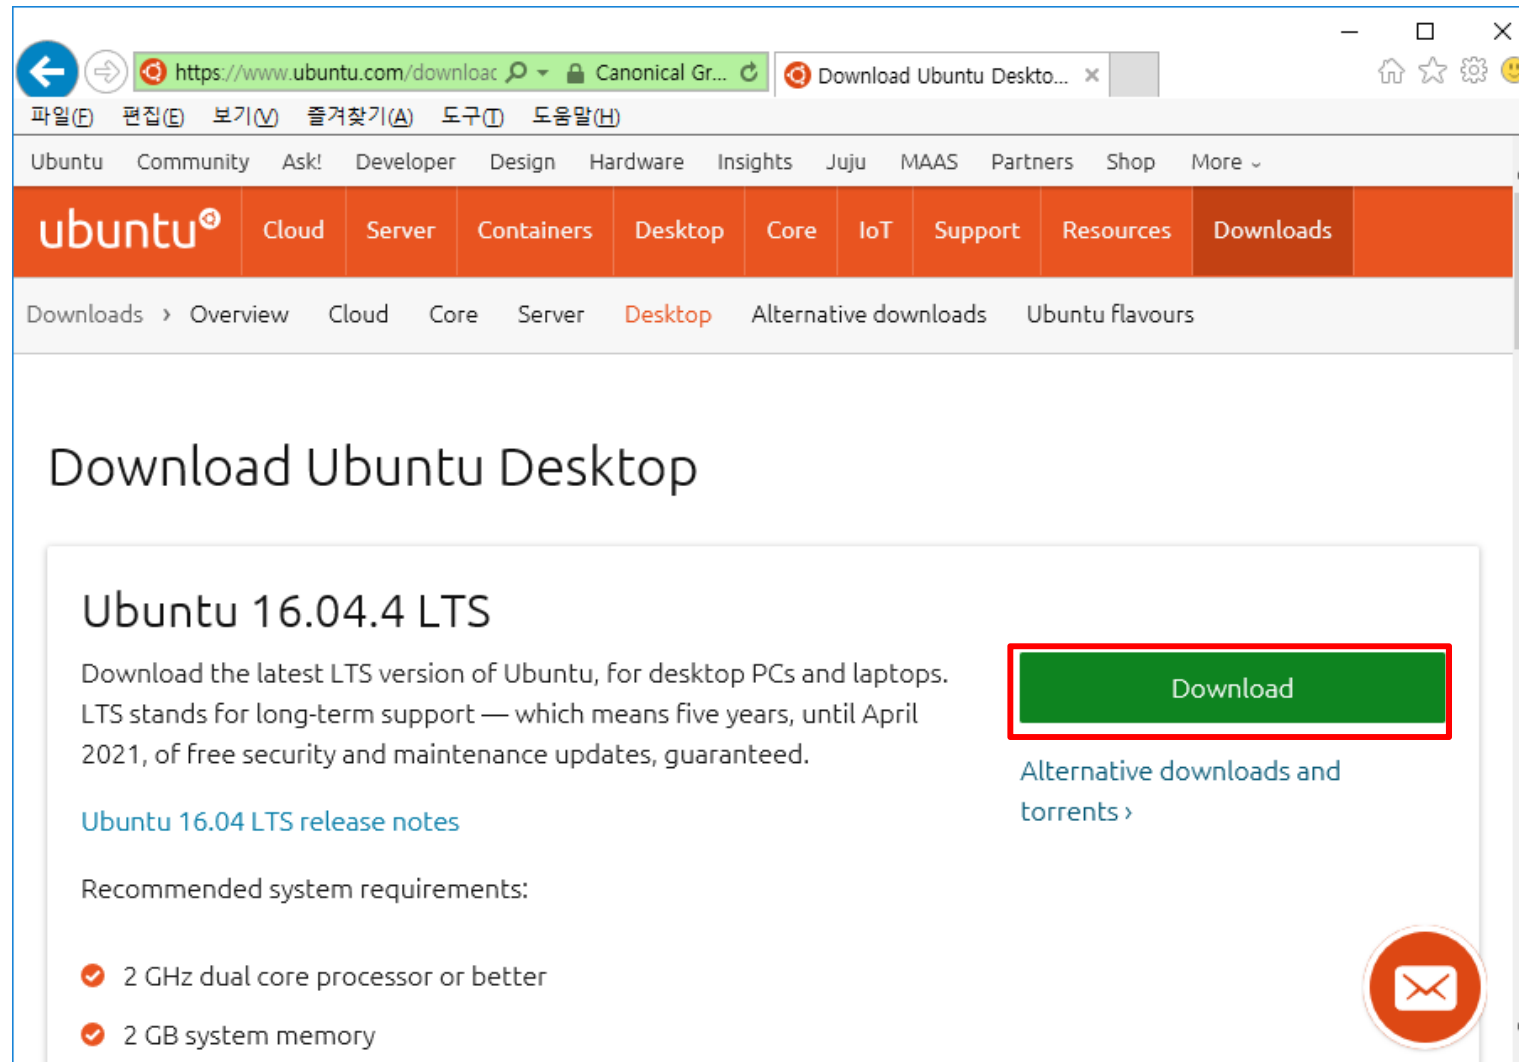 https://www.ubuntu.com/downloac Canonical Gr... Download Ubuntu Deskto...
파일(F) 편집(E) 보기(V) 즐겨찾기(A) 도구(T) 도움말(H)
Ubuntu Community Ask! Developer Design Hardware Insights Juju MAAS Partners Shop More
ubuntu Cloud Server Containers Desktop Core IoT Support Resources Downloads
Downloads › Overview Cloud Core Server Desktop Alternative downloads Ubuntu flavours
Download Ubuntu Desktop
Ubuntu 16.04.4 LTS
Download the latest LTS version of Ubuntu, for desktop PCs and laptops.
LTS stands for long-term support — which means five years, until April
2021, of free security and maintenance updates, guaranteed.
Download
Alternative downloads and
torrents ›
Ubuntu 16.04 LTS release notes
Recommended system requirements:
2 GHz dual core processor or better
2 GB system memory